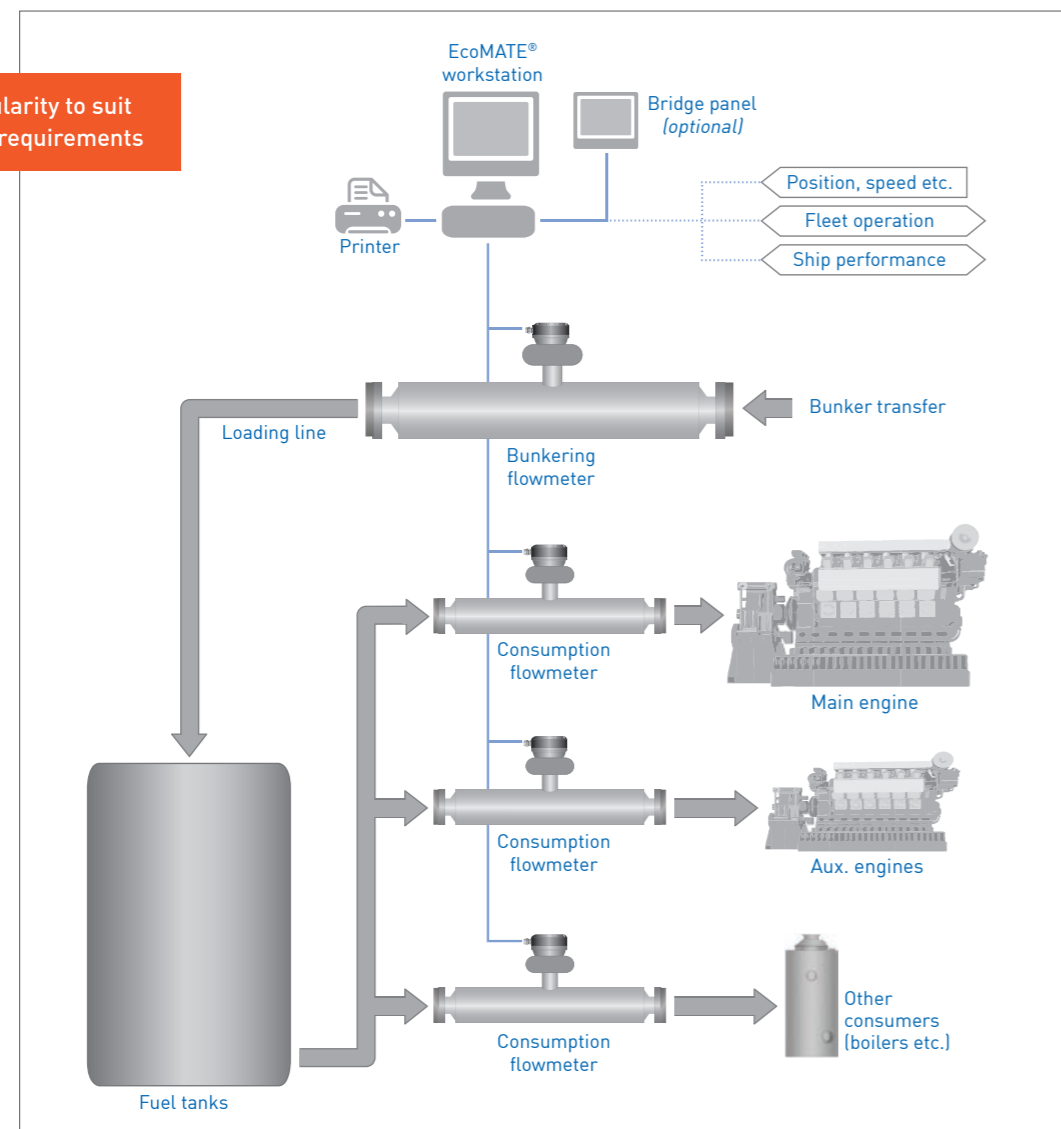 EcoMATE®
workstation
Bridge panel
(optional)
to suit
requirements
Position, speed etc.
Fleet operation
Ship performance
Printer
Bunker transfer
Loading line
Bunkering
flowmeter
Consumption
flowmeter
Main engine
Consumption
flowmeter
Aux. engines
Other
consumers
(boilers etc.)
Consumption
flowmeter
Fuel tanks